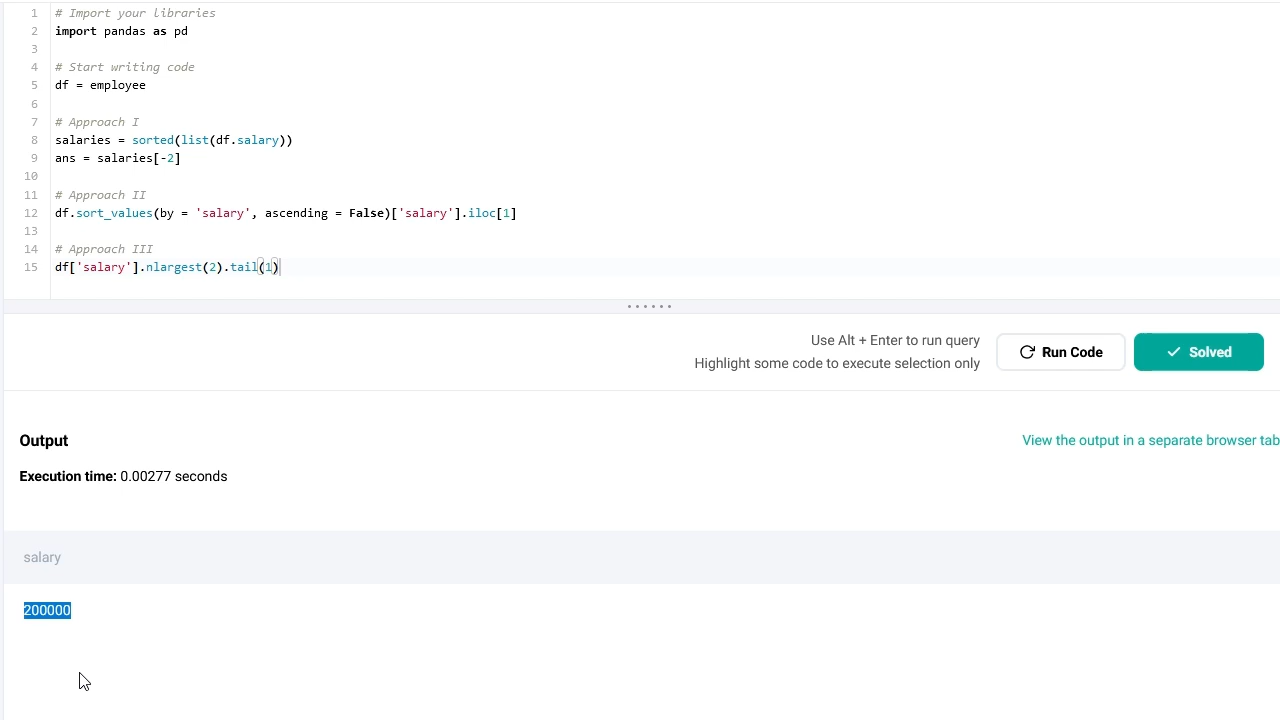 1 # Import your libraries
2 import pandas as pd
3
4 # Start writing code
5 df = employee
6
7 # Approach I
8 salaries = sorted(list(df.salary))
9 ans = salaries[-2]
10
11 # Approach II
12 df.sort_values(by = 'salary', ascending = False)['salary'].iloc[1]
13
14 # Approach III
15 df['salary'].nlargest(2).tail(1)
Use Alt + Enter to run query
Highlight some code to execute selection only
Run Code
Solved
Output
View the output in a separate browser tab
Execution time: 0.00277 seconds
salary
200000